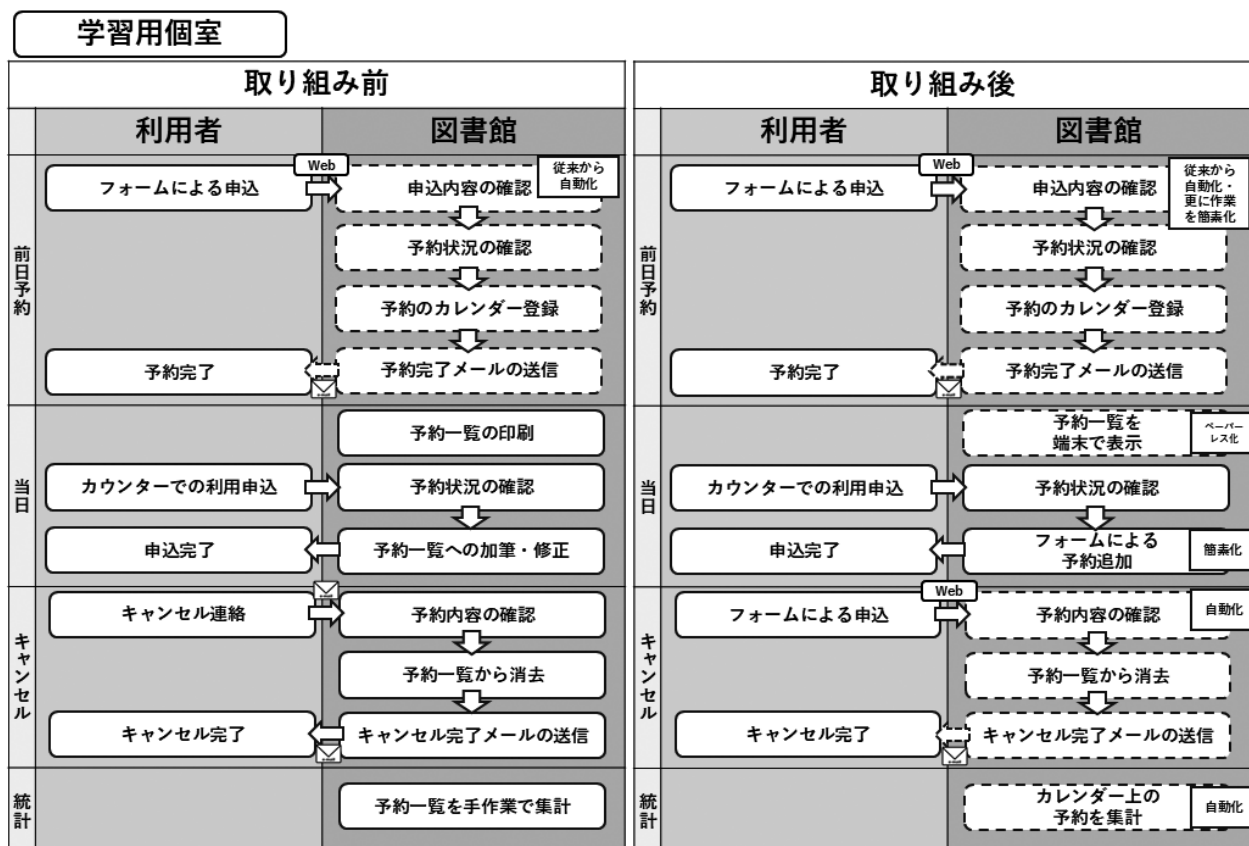 学習用個室
取り組み前
利用者
図書館
前日予約
Web
フォームによる申込
申込内容の確認
従来から
自動化
予約状況の確認
予約のカレンダー登録
予約完了
予約完了メールの送信
e-mail
当日
予約一覧の印刷
カウンターでの利用申込
予約状況の確認
申込完了
予約一覧への加筆・修正
キャンセル
e-mail
キャンセル連絡
予約内容の確認
予約一覧から消去
キャンセル完了
キャンセル完了メールの送信
e-mail
統計
予約一覧を手作業で集計
取り組み後
利用者
図書館
前日予約
Web
フォームによる申込
申込内容の確認
従来から
自動化・
更に作業
を簡素化
予約状況の確認
予約のカレンダー登録
予約完了
予約完了メールの送信
e-mail
当日
予約一覧を
端末で表示
ペーパー
レス化
カウンターでの利用申込
予約状況の確認
申込完了
フォームによる
予約追加
簡素化
キャンセル
Web
フォームによる申込
予約内容の確認
自動化
予約一覧から消去
キャンセル完了
キャンセル完了メールの送信
e-mail
統計
カレンダー上の
予約を集計
自動化